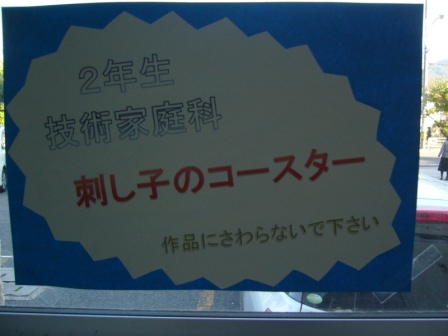 2年生
技術家庭科
刺し子のコースター
作品にさわらないで下さい